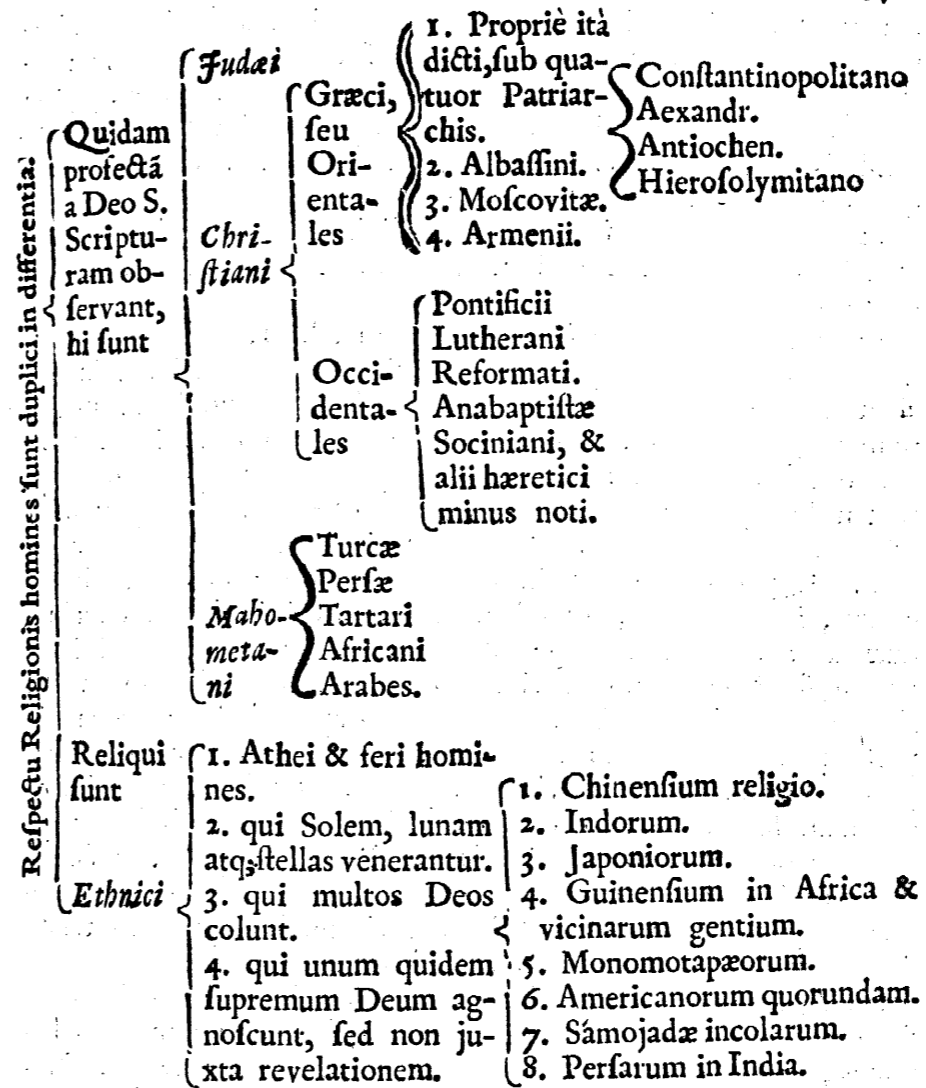 Reſpectu Religionis homines ſunt duplici in differentia.
Quidam
profectã
a Deo S.
Scriptu-
ram ob-
ſervant,
hi ſunt
Judæi
Chri-
ſtiani
Græci,
ſeu
Ori-
enta-
les
1. Propriè ità
dicti, ſub qua-
tuor Patriar-
chis.
2. Albaſſini.
3. Moſcovitæ.
4. Armenii.
Conſtantinopolitano
Aexandr.
Antiochen.
Hieroſolymitano
Occi-
denta-
les
Pontificii
Lutherani
Reformati.
Anabaptiſtæ
Sociniani, &
alii hæretici
minus noti.
Maho-
meta-
ni
Turcæ
Perſæ
Tartari
Africani
Arabes.
Reliqui
ſunt
Ethnici
1. Athei & feri homi-
nes.
2. qui Solem, lunam
atq; ſtellas venerantur.
3. qui multos Deos
colunt.
4. qui unum quidem
ſupremum Deum ag-
noſcunt, ſed non ju-
xta revelationem.
1. Chinenſium religio.
2. Indorum.
3. Japoniorum.
4. Guinenſium in Africa &
vicinarum gentium.
5. Monomotapæorum.
6. Americanorum quorundam.
7. Sámojadæ incolarum.
8. Perſarum in India.